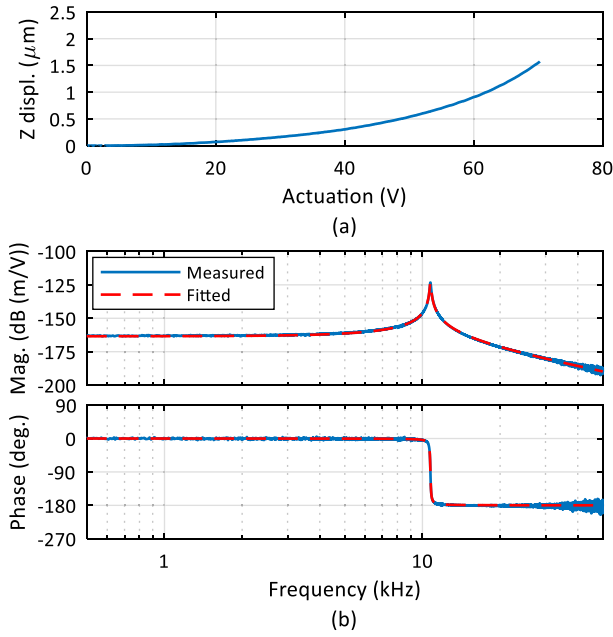 2.5
2
1.5
1
0.5
0
Z displ. (μm)
0 20 40 60 80
Actuation (V)
(a)
-100
-125
-150
-175
-200
Mag. (dB (m/V))
Measured
Fitted
90
0
-90
-180
-270
Phase (deg.)
1 10
Frequency (kHz)
(b)